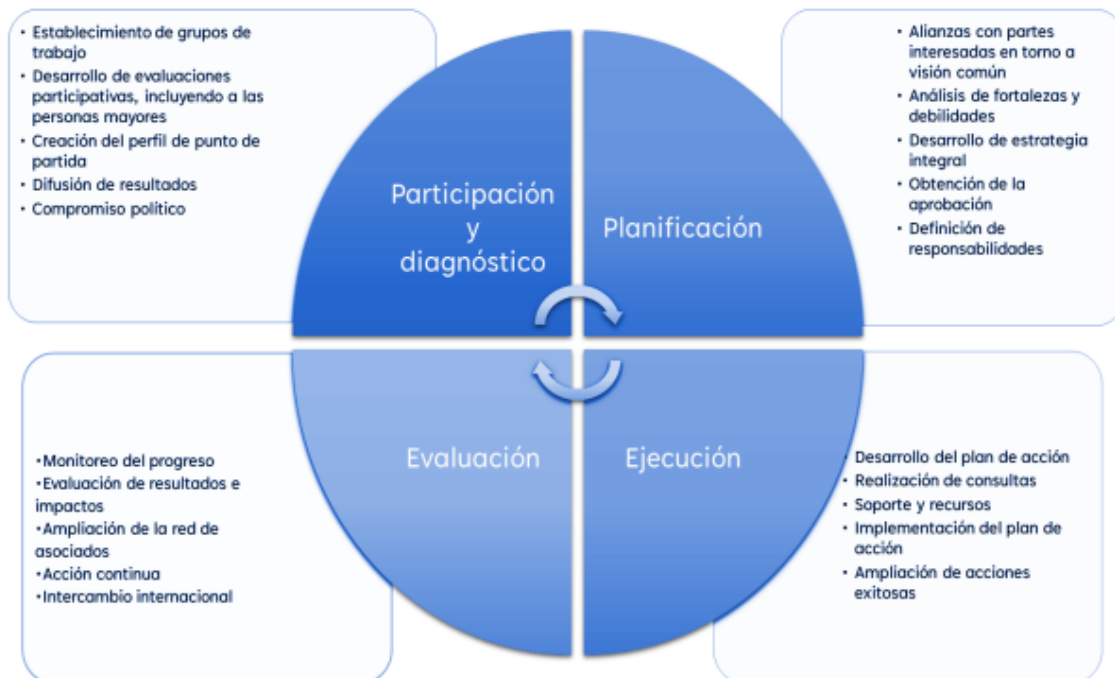 • Establecimiento de grupos de
trabajo
• Desarrollo de evaluaciones
participativas, incluyendo a las
personas mayores
• Creación del perfil de punto de
partida
• Difusión de resultados
• Compromiso político
Participación
y
diagnóstico
Planificación
• Alianzas con partes
interesadas en torno a
visión común
• Análisis de fortalezas y
debilidades
• Desarrollo de estrategia
integral
• Obtención de la
aprobación
• Definición de
responsabilidades
•Monitoreo del progreso
•Evaluación de resultados e
impactos
•Ampliación de la red de
asociados
•Acción continua
•Intercambio internacional
Evaluación
Ejecución
• Desarrollo del plan de acción
• Realización de consultas
• Soporte y recursos
• Implementación del plan de
acción
• Ampliación de acciones
exitosas